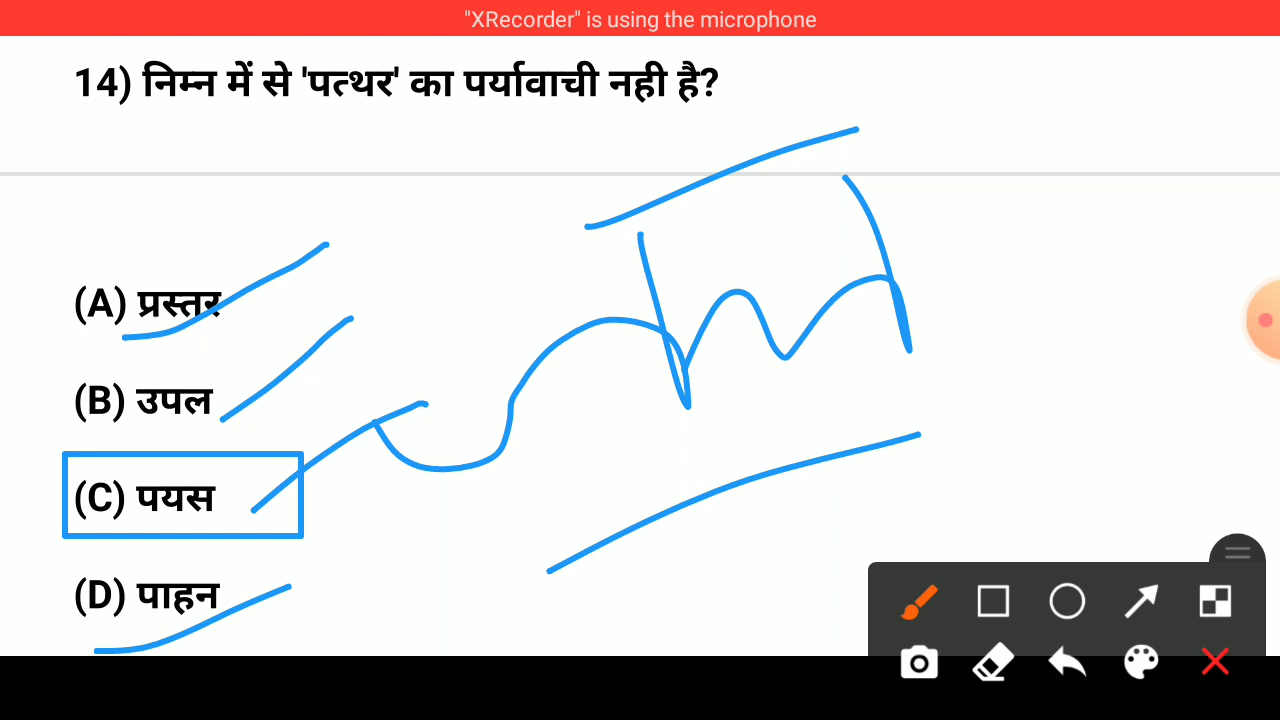 "XRecorder" is using the microphone
14) निम्न में से 'पत्थर' का पर्यावाची नही है?
(A) प्रस्तर
(B) उपल
(C) पयस
(D) पाहन